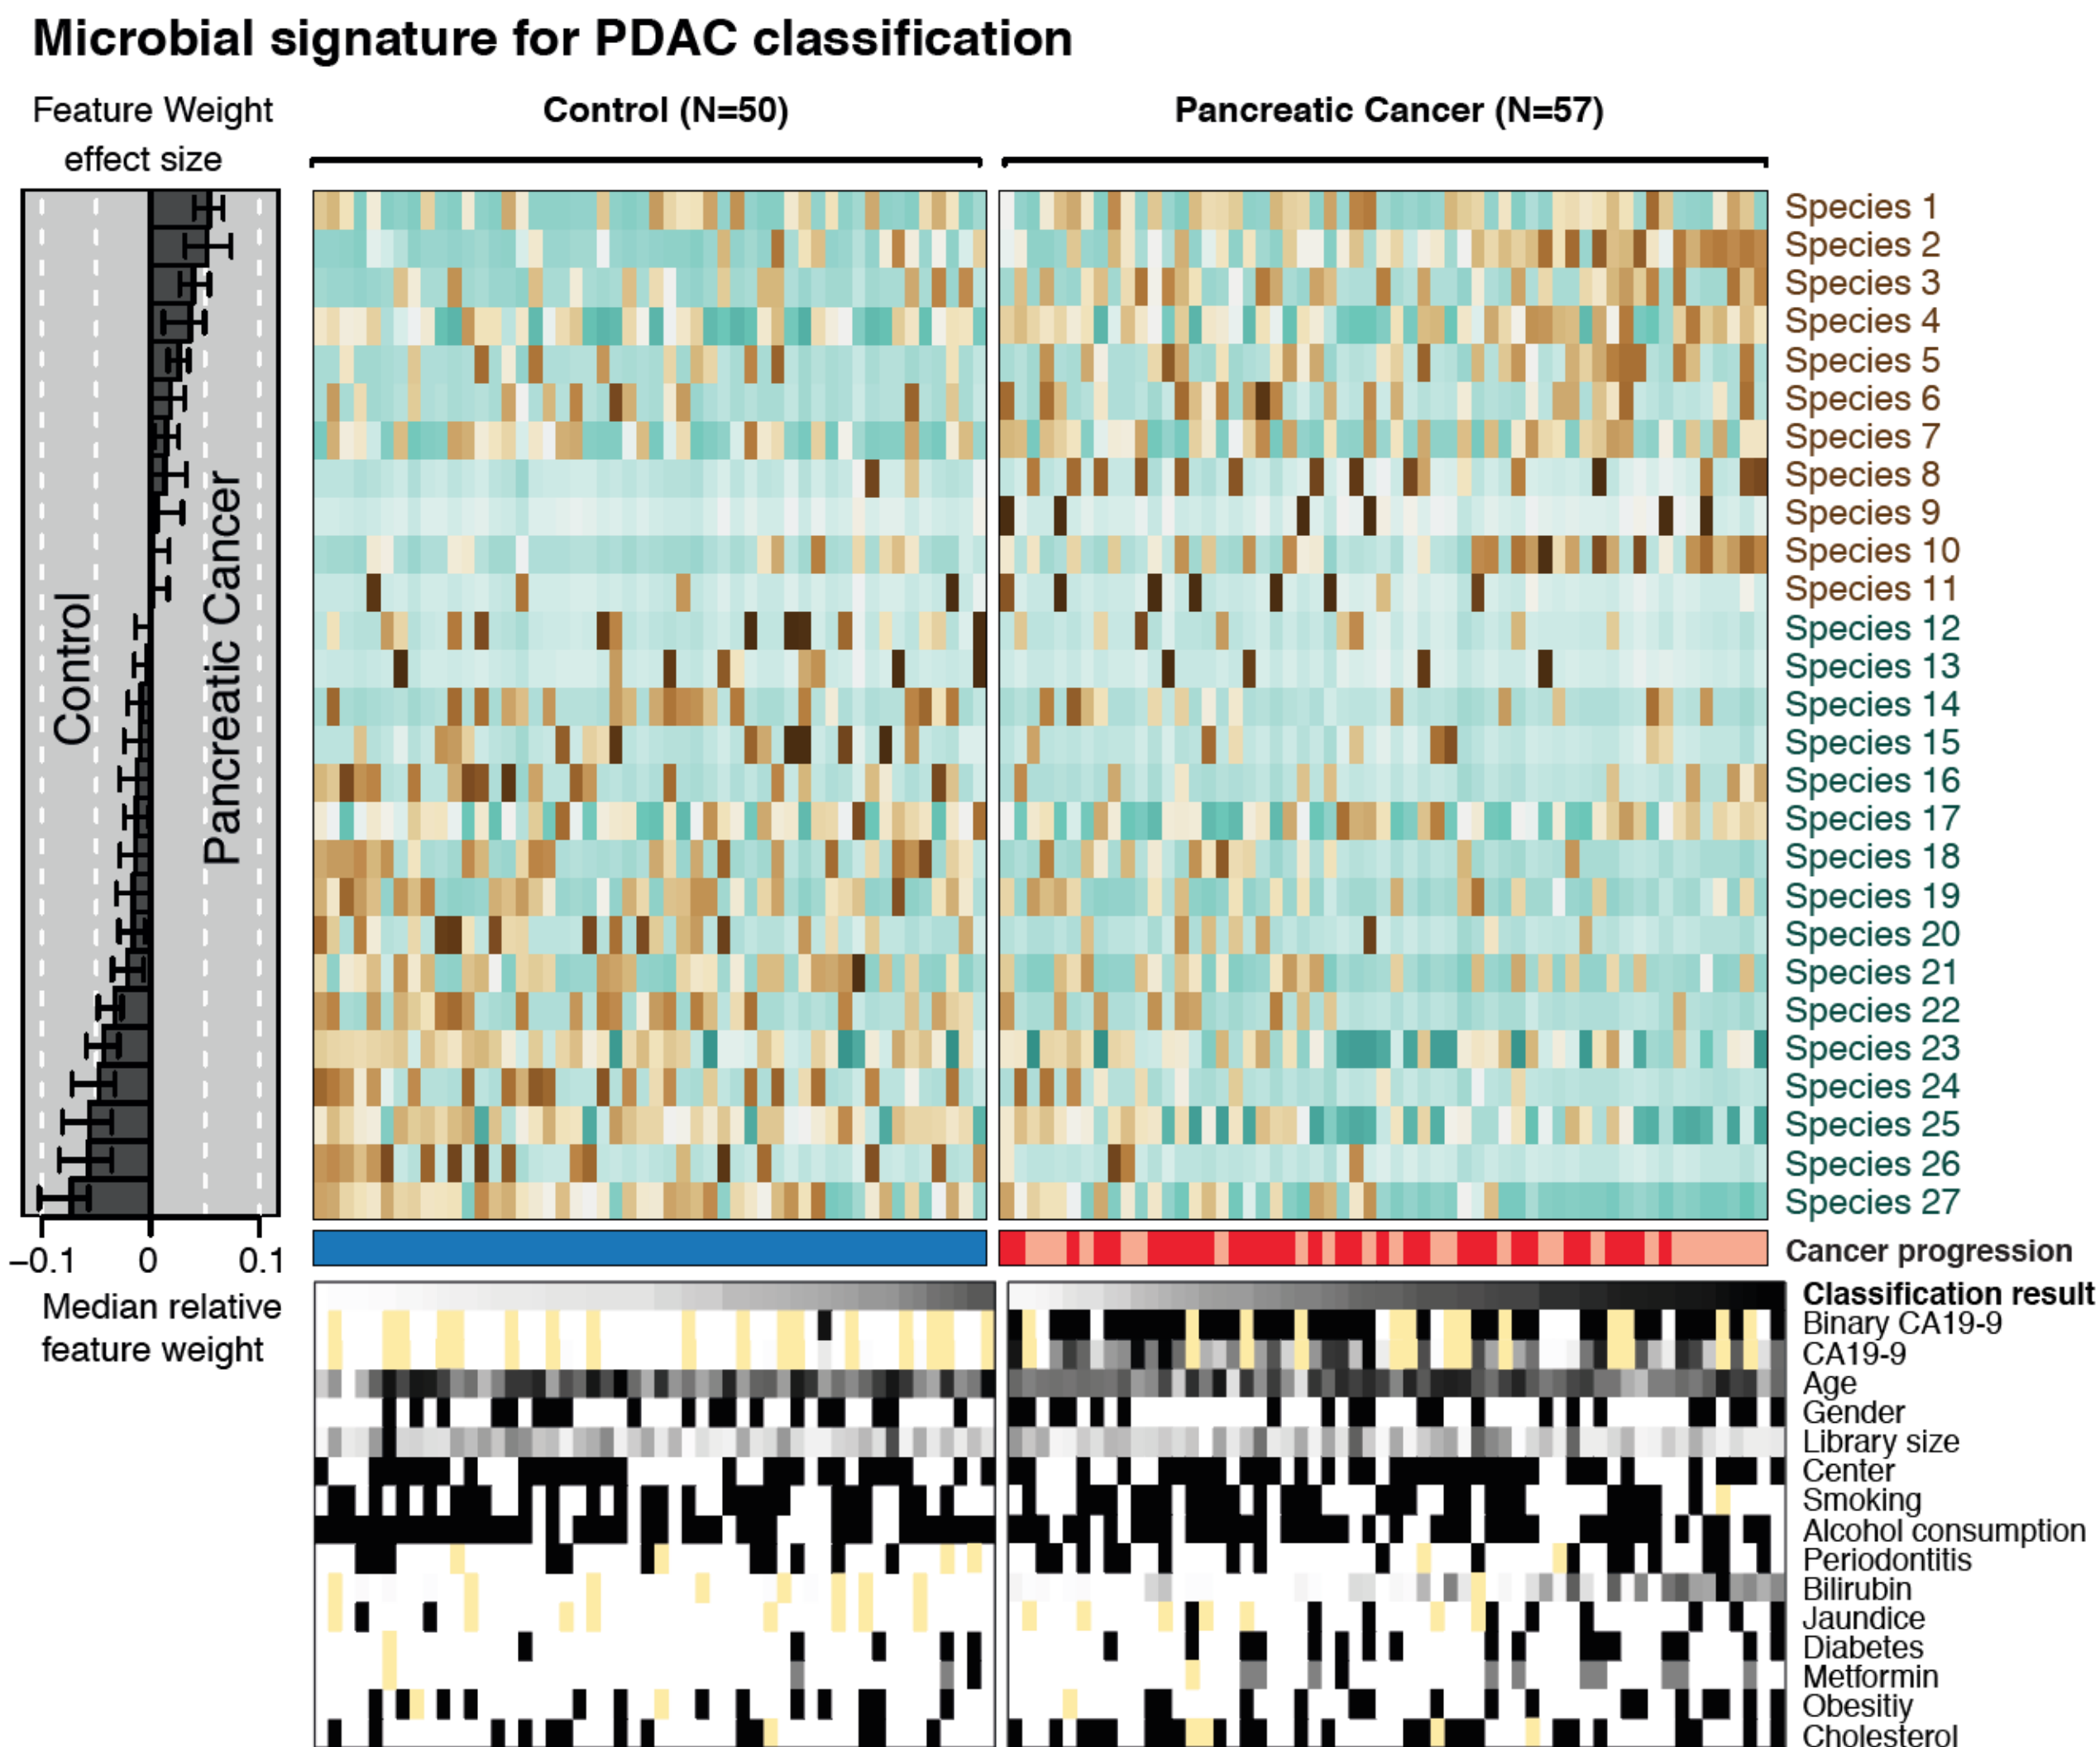 Microbial signature for PDAC classification
Feature Weight
effect size
Control (N=50)
Pancreatic Cancer (N=57)
Control
Pancreatic Cancer
Species 1
Species 2
Species 3
Species 4
Species 5
Species 6
Species 7
Species 8
Species 9
Species 10
Species 11
Species 12
Species 13
Species 14
Species 15
Species 16
Species 17
Species 18
Species 19
Species 20
Species 21
Species 22
Species 23
Species 24
Species 25
Species 26
Species 27
−0.1 0 0.1
Median relative
feature weight
Cancer progression
Classification result
Binary CA19-9
CA19-9
Age
Gender
Library size
Center
Smoking
Alcohol consumption
Periodontitis
Bilirubin
Jaundice
Diabetes
Metformin
Obesitiy
Cholesterol